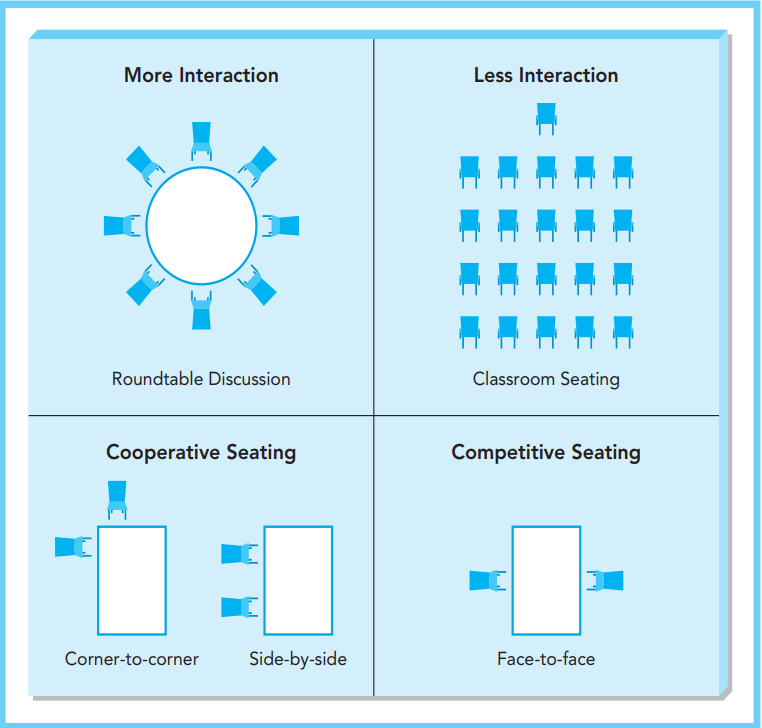 More Interaction
Less Interaction
Roundtable Discussion
Classroom Seating
Cooperative Seating
Competitive Seating
Corner-to-corner
Side-by-side
Face-to-face